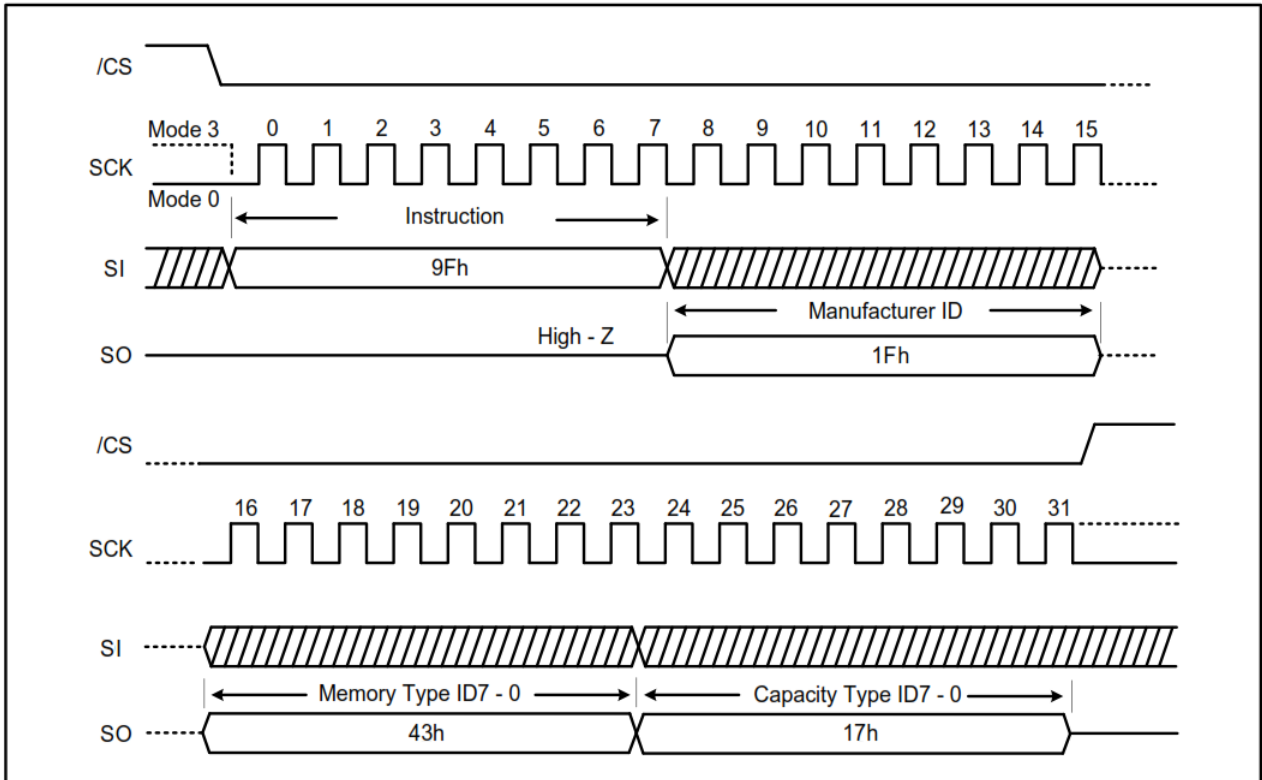 /CS
Mode 3 0 1 2 3 4 5 6 7 8 9 10 11 12 13 14 15
SCK
Mode 0
Instruction
SI 9Fh
Manufacturer ID
High - Z
SO 1Fh
/CS
16 17 18 19 20 21 22 23 24 25 26 27 28 29 30 31
SCK
SI
Memory Type ID7 - 0 Capacity Type ID7 - 0
SO 43h 17h